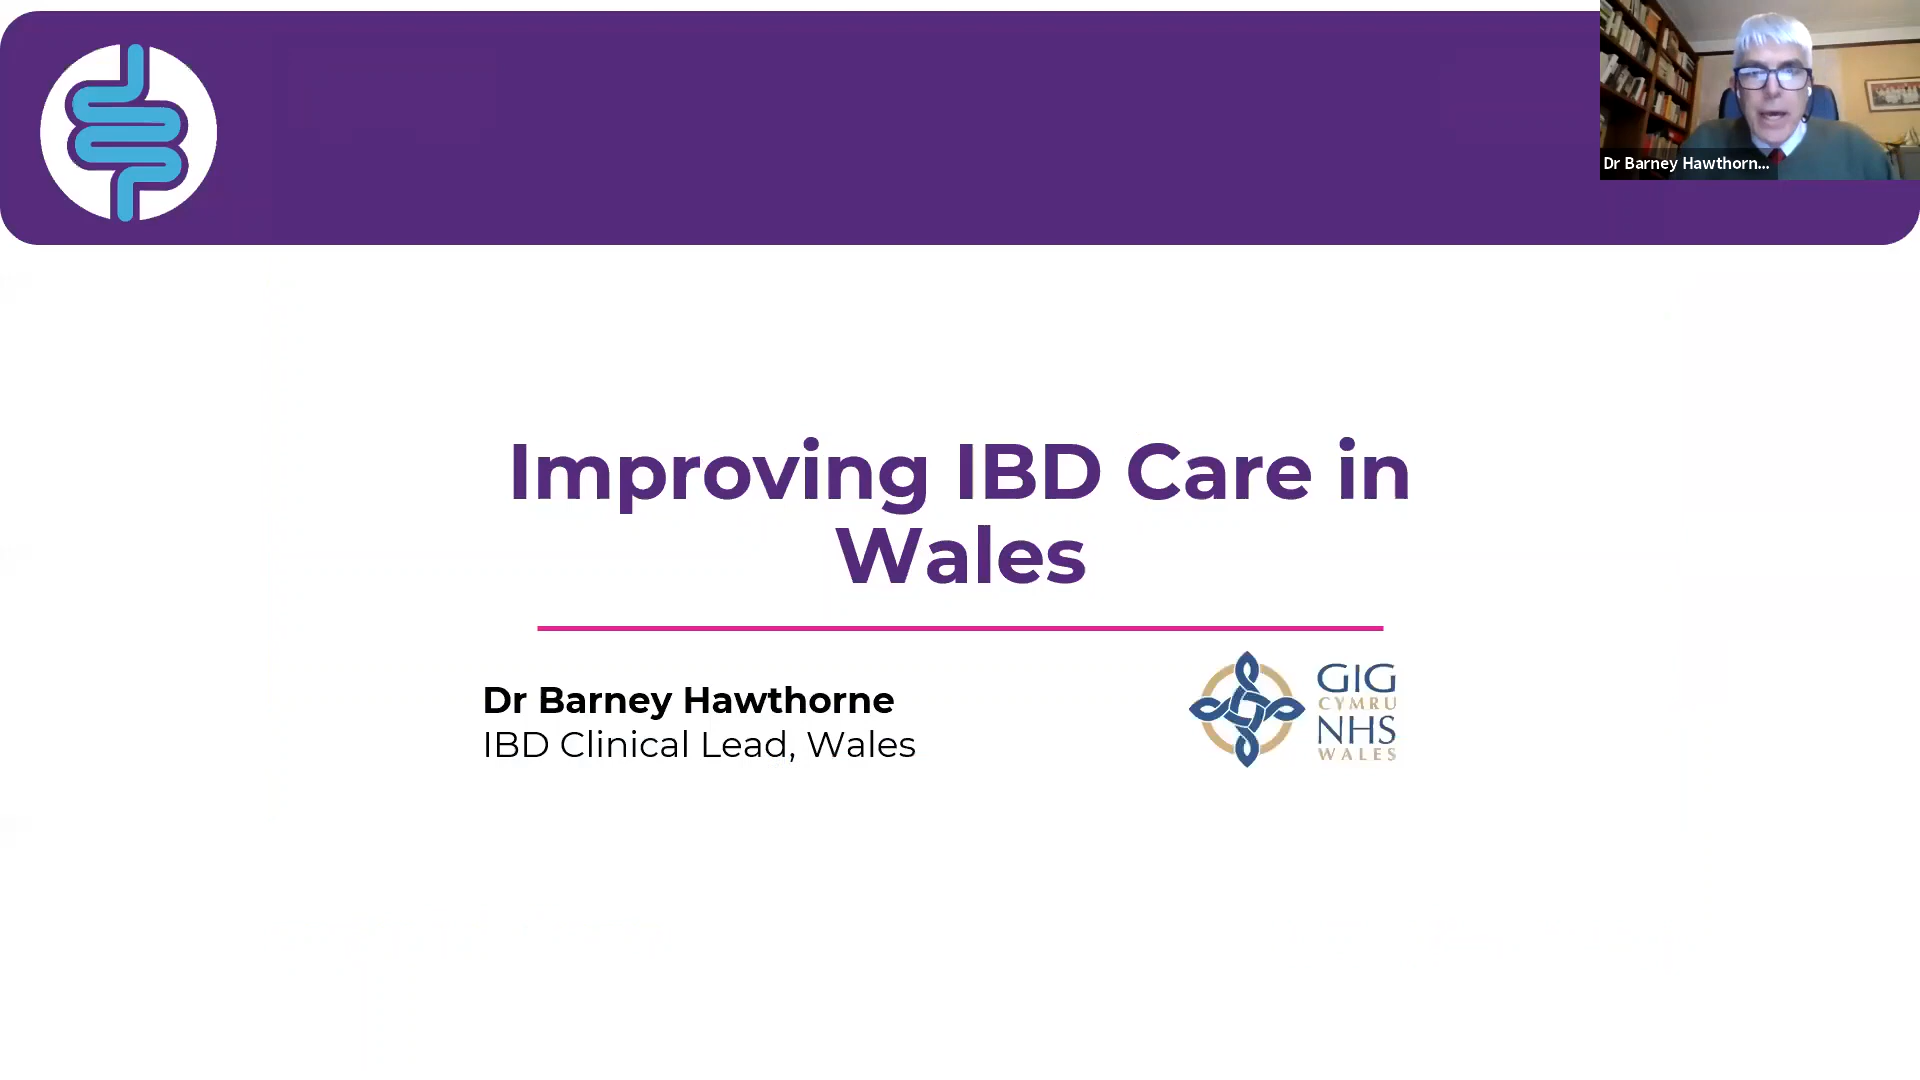 Dr Barney Hawthorn...
Improving IBD Care in
Wales
Dr Barney Hawthorne
IBD Clinical Lead, Wales
GIG
CYMRU
NHS
WALES